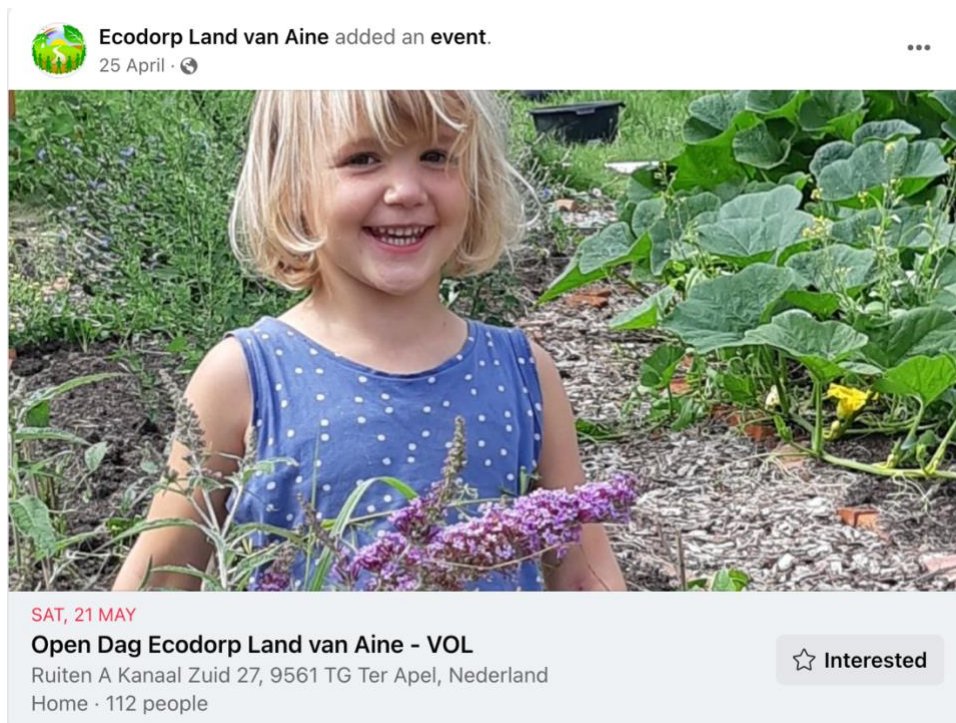 Ecodorp Land van Aine added an event.
25 April ·
SAT, 21 MAY
Open Dag Ecodorp Land van Aine - VOL
Ruiten A Kanaal Zuid 27, 9561 TG Ter Apel, Nederland
Home · 112 people
Interested